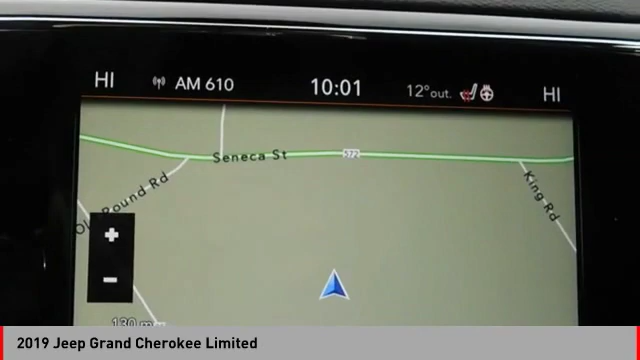 HI AM 610 10:01 12°out. HI
Seneca St 572
Old Pound Rd
King Rd
+
-
130 m
2019 Jeep Grand Cherokee Limited